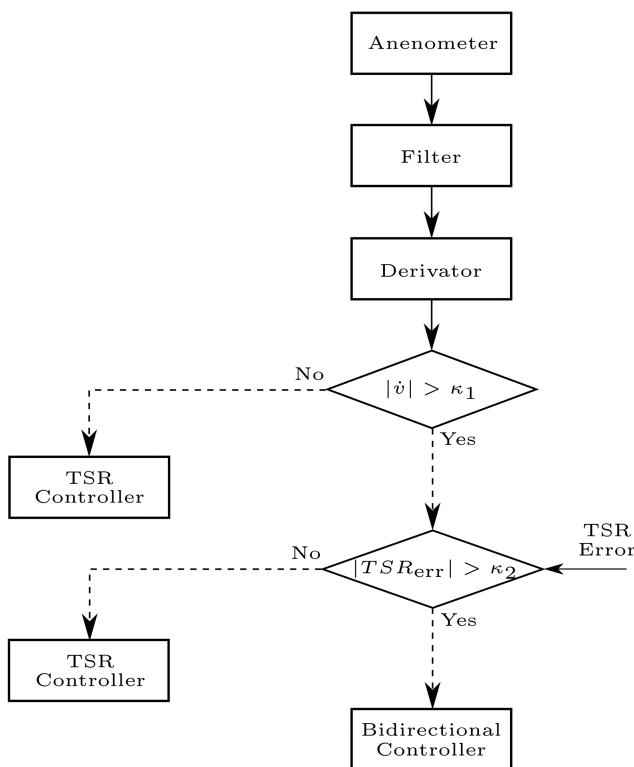 Anenometer
Filter
Derivator
|v̇| > κ₁
No
Yes
TSR
Controller
TSR
Error
|TSRₑᵣᵣ| > κ₂
No
Yes
TSR
Controller
Bidirectional
Controller